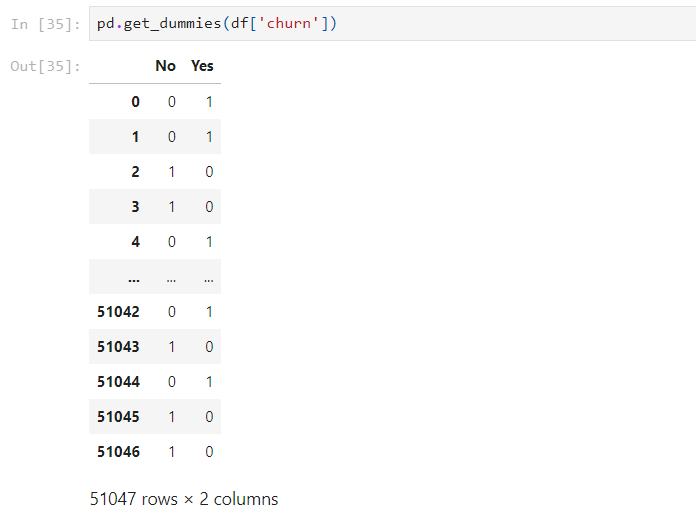 In [35]: pd.get_dummies(df['churn'])
Out[35]:
No Yes
0 0 1
1 0 1
2 1 0
3 1 0
4 0 1
... ... ...
51042 0 1
51043 1 0
51044 0 1
51045 1 0
51046 1 0
51047 rows × 2 columns